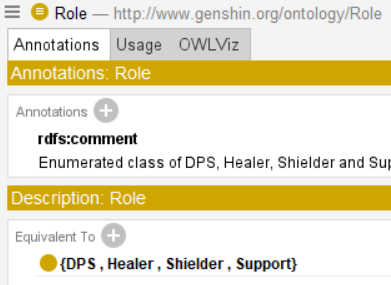 Role — http://www.genshin.org/ontology/Role
Annotations Usage OWLViz
Annotations: Role
Annotations
rdfs:comment
Enumerated class of DPS, Healer, Shielder and Sup
Description: Role
Equivalent To
{DPS , Healer , Shielder , Support}